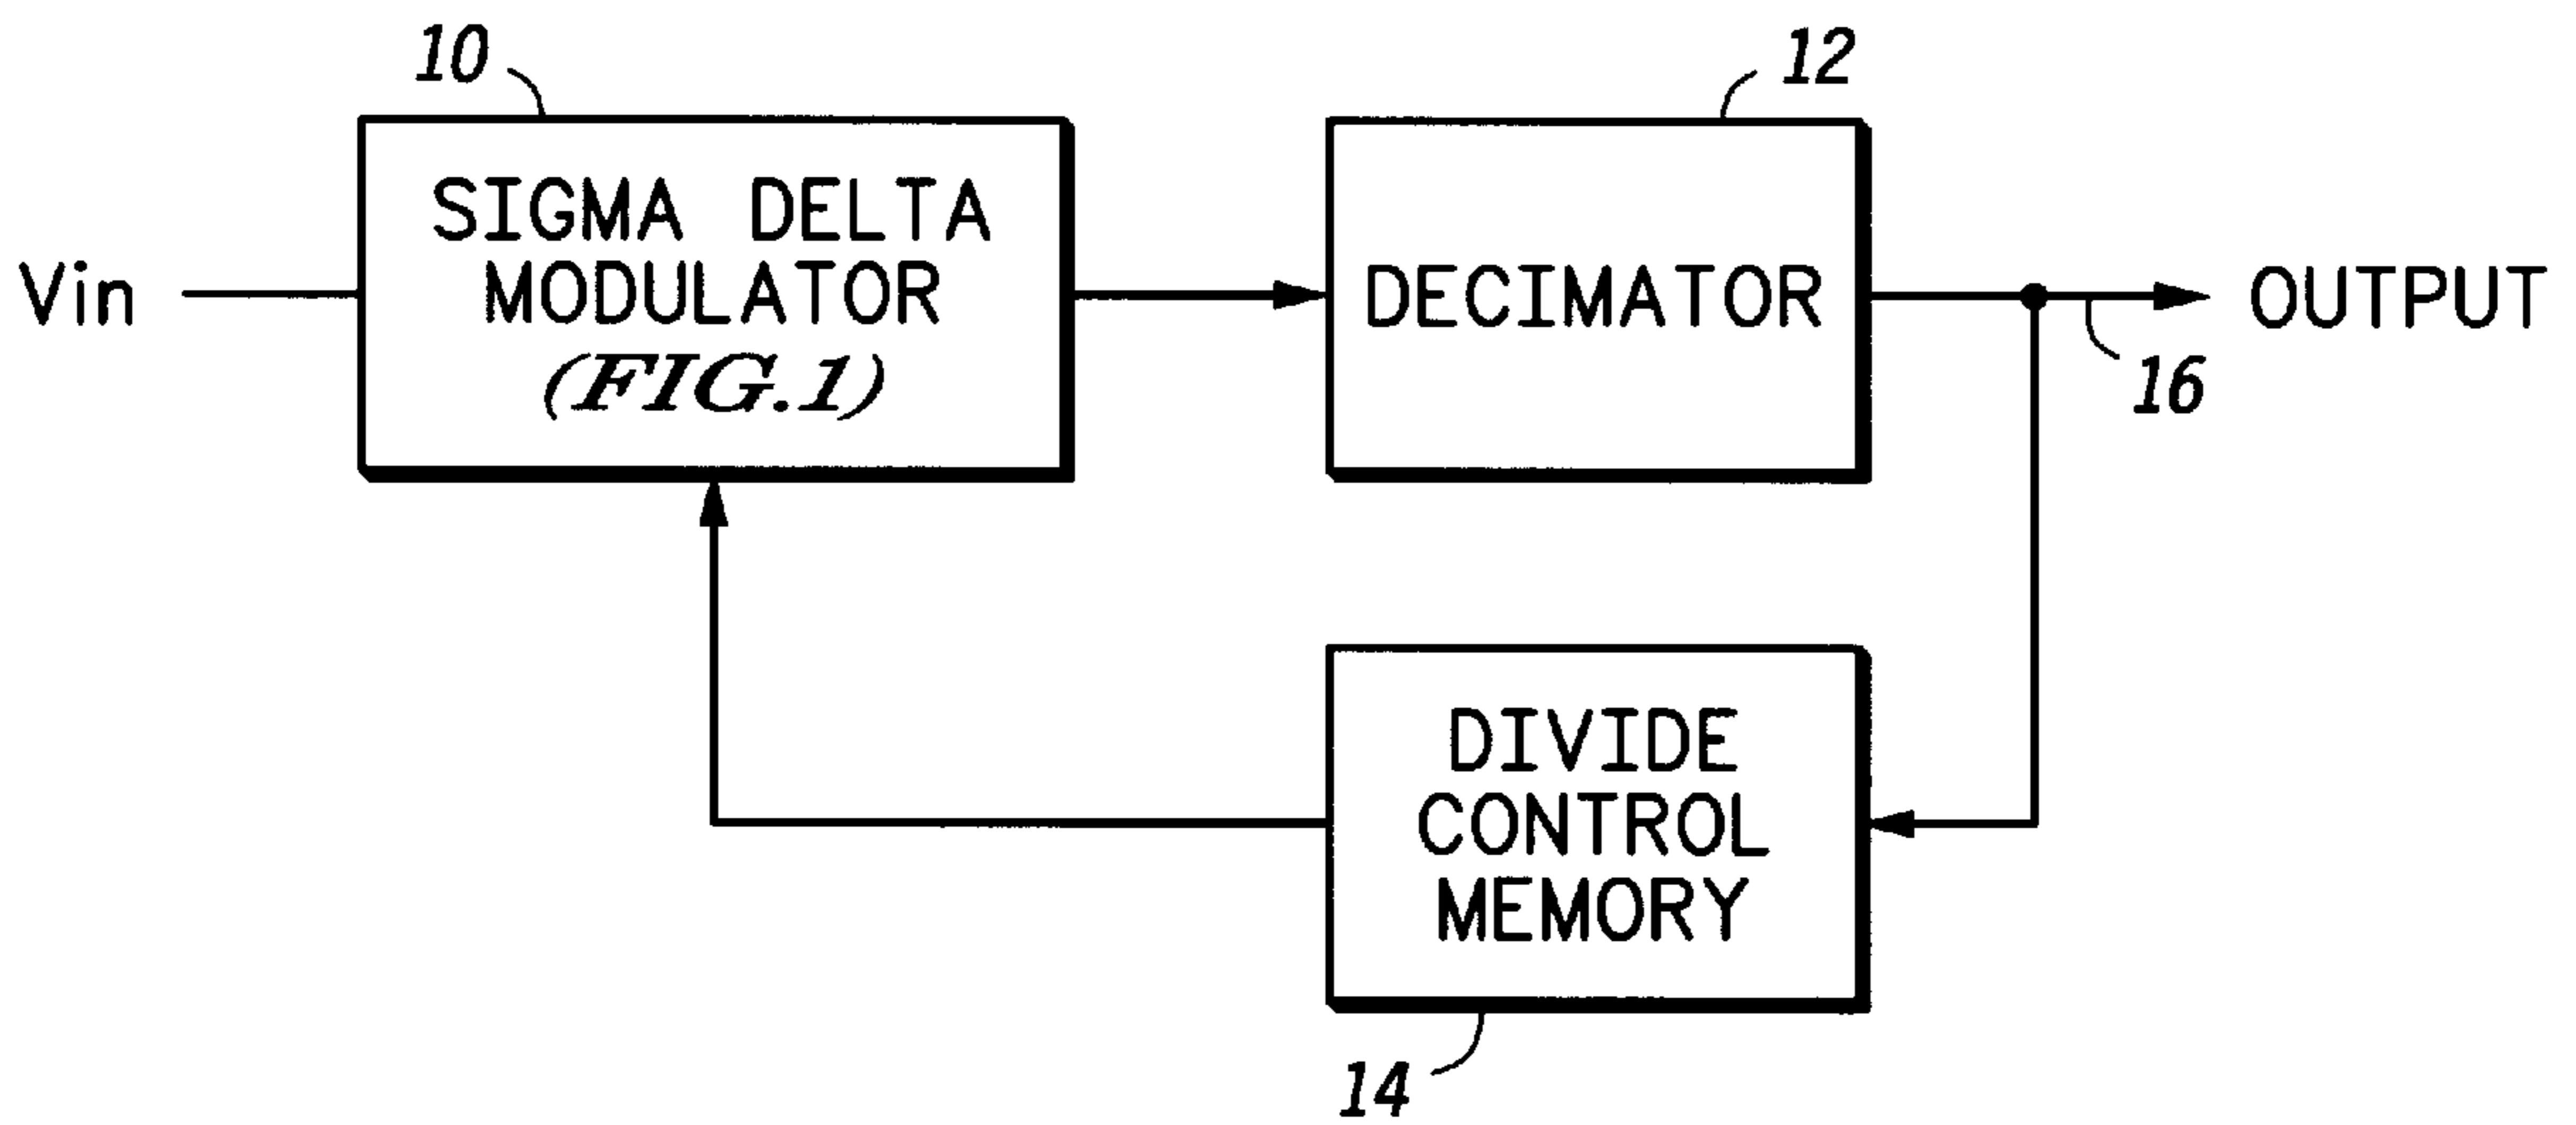 10
12
SIGMA DELTA
MODULATOR
(FIG.1)
Vin
DECIMATOR
OUTPUT
16
DIVIDE
CONTROL
MEMORY
14